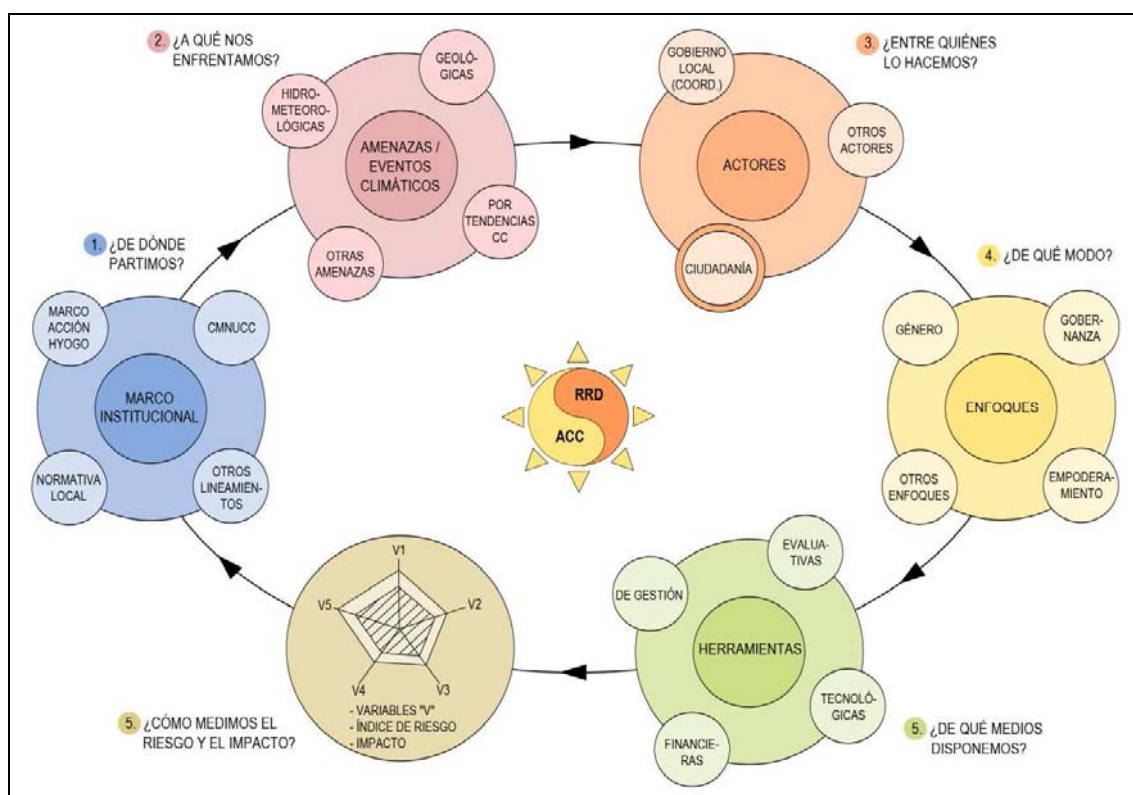 1. ¿DE DÓNDE
PARTIMOS?
MARCO
ACCIÓN
HYOGO
CMNUCC
MARCO
INSTITUCIONAL
NORMATIVA
LOCAL
OTROS
LINEAMIEN-
TOS
2. ¿A QUÉ NOS
ENFRENTAMOS?
GEOLÓ-
GICAS
HIDRO-
METEORO-
LÓGICAS
AMENAZAS /
EVENTOS
CLIMÁTICOS
POR
TENDENCIAS
CC
OTRAS
AMENAZAS
3. ¿ENTRE QUIÉNES
LO HACEMOS?
GOBIERNO
LOCAL
(COORD.)
OTROS
ACTORES
ACTORES
CIUDADANÍA
4. ¿DE QUÉ MODO?
GÉNERO
GOBER-
NANZA
ENFOQUES
OTROS
ENFOQUES
EMPODERA-
MIENTO
RRD
ACC
5. ¿DE QUÉ MEDIOS
DISPONEMOS?
EVALUA-
TIVAS
DE GESTIÓN
HERRAMIENTAS
TECNOLÓ-
GICAS
FINANCIE-
RAS
5. ¿CÓMO MEDIMOS EL
RIESGO Y EL IMPACTO?
V1
V5
V2
V4
V3
- VARIABLES "V"
- ÍNDICE DE RIESGO
- IMPACTO